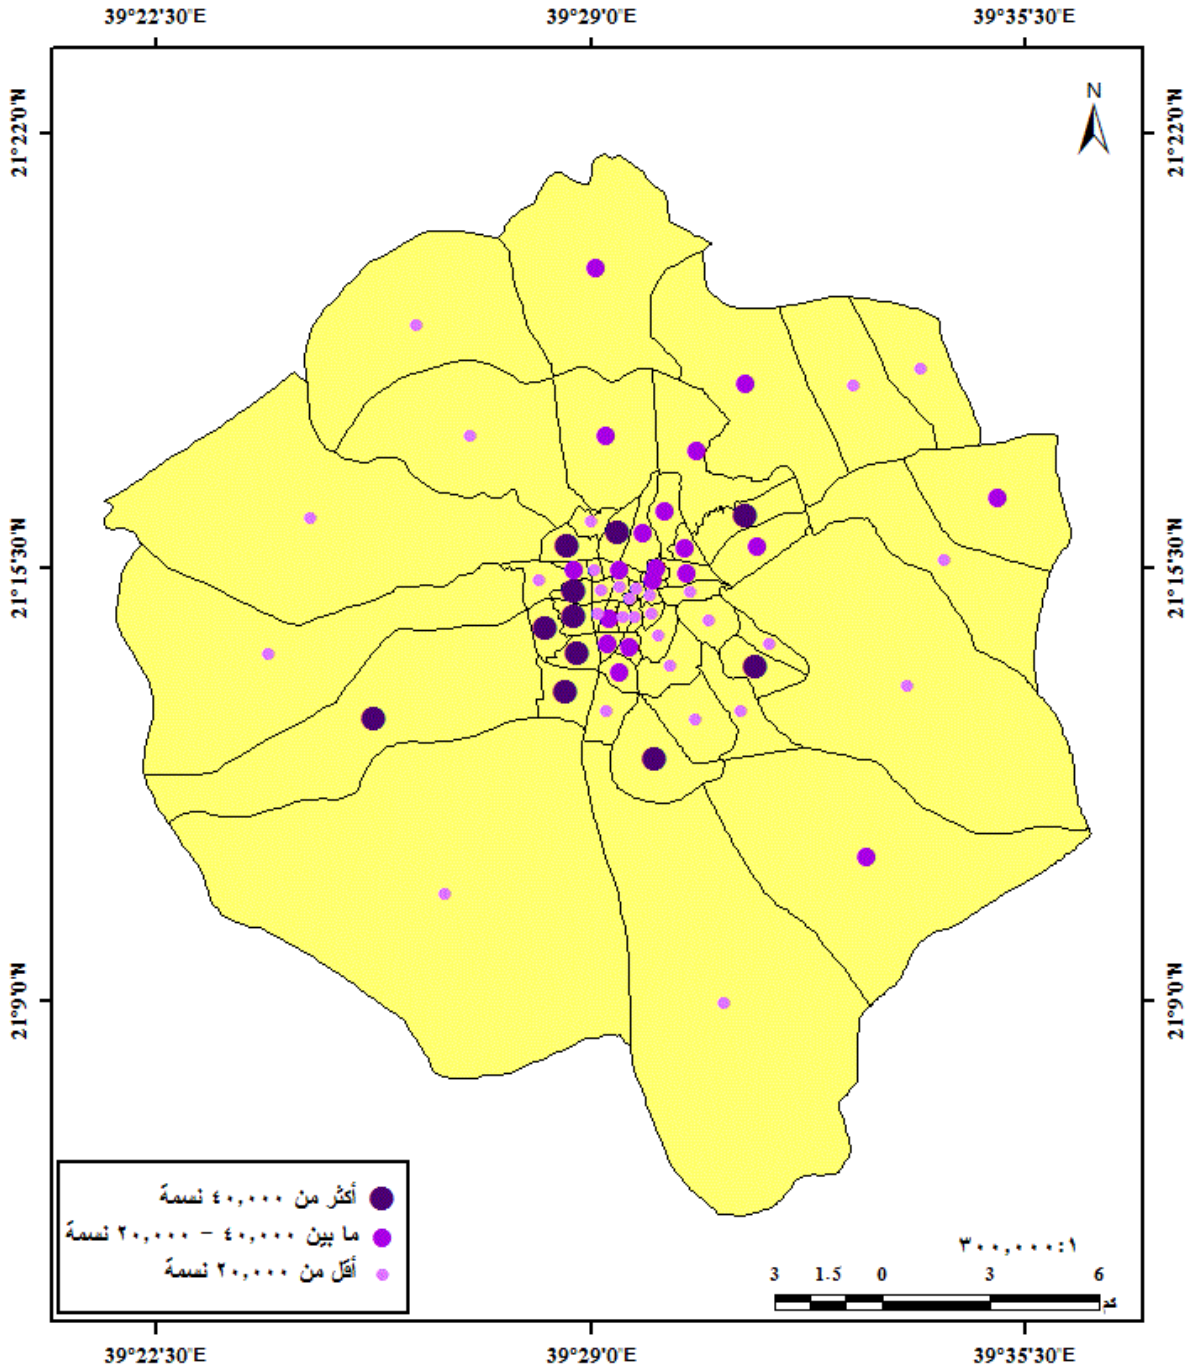 39°22'30"E 39°29'0"E 39°35'30"E
N
21°22'0"N 21°22'0"N
21°15'30"N 21°15'30"N
21°9'0"N 21°9'0"N
أكثر من ٤٠,٠٠٠ نسمة
ما بين ٤٠,٠٠٠ - ٢٠,٠٠٠ نسمة
أقل من ٢٠,٠٠٠ نسمة
٣٠٠,٠٠٠:١
3 1.5 0 3 6
كم
39°22'30"E 39°29'0"E 39°35'30"E